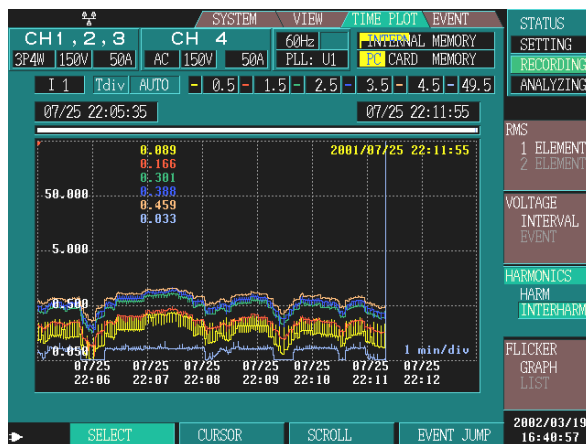 SYSTEM VIEW TIME PLOT EVENT STATUS
CH1,2,3 CH 4 60Hz INTERNAL MEMORY SETTING
3P4W 150V 50A AC 150V 50A PLL: U1 PC CARD MEMORY RECORDING
I 1 Tdiv AUTO - 0.5 - 1.5 - 2.5 - 3.5 - 4.5 - 49.5 ANALYZING
07/25 22:05:35 07/25 22:11:55
RMS
1 ELEMENT
2 ELEMENT
0.089 2001/07/25 22:11:55
0.166
0.301
0.388
0.459
0.033
50.000
5.000
0.500
0.050
1 min/div
07/25 07/25 07/25 07/25 07/25 07/25 07/25
22:06 22:07 22:08 22:09 22:10 22:11 22:12
VOLTAGE
INTERVAL
EVENT
HARMONICS
HARM
INTERHARM
FLICKER
GRAPH
LIST
SELECT CURSOR SCROLL EVENT JUMP
2002/03/19
16:40:57